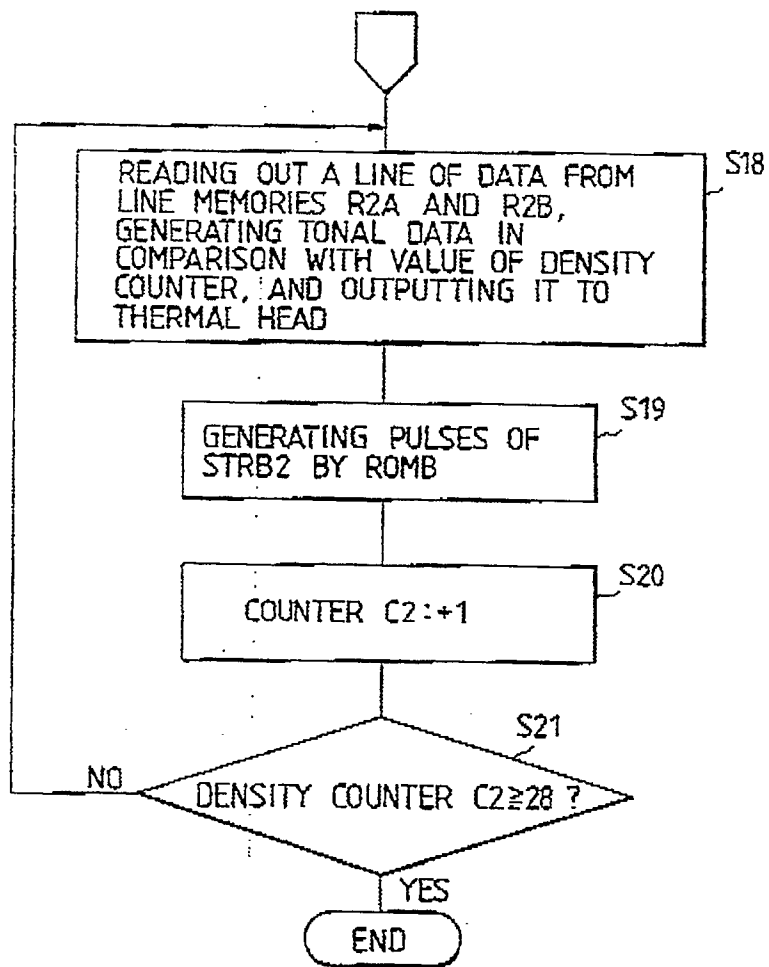 S18
READING OUT A LINE OF DATA FROM
LINE MEMORIES R2A AND R2B,
GENERATING TONAL DATA IN
COMPARISON WITH VALUE OF DENSITY
COUNTER, AND OUTPUTTING IT TO
THERMAL HEAD
S19
GENERATING PULSES OF
STRB2 BY ROMB
S20
COUNTER C2:+1
S21
DENSITY COUNTER C2≧28 ?
NO
YES
END